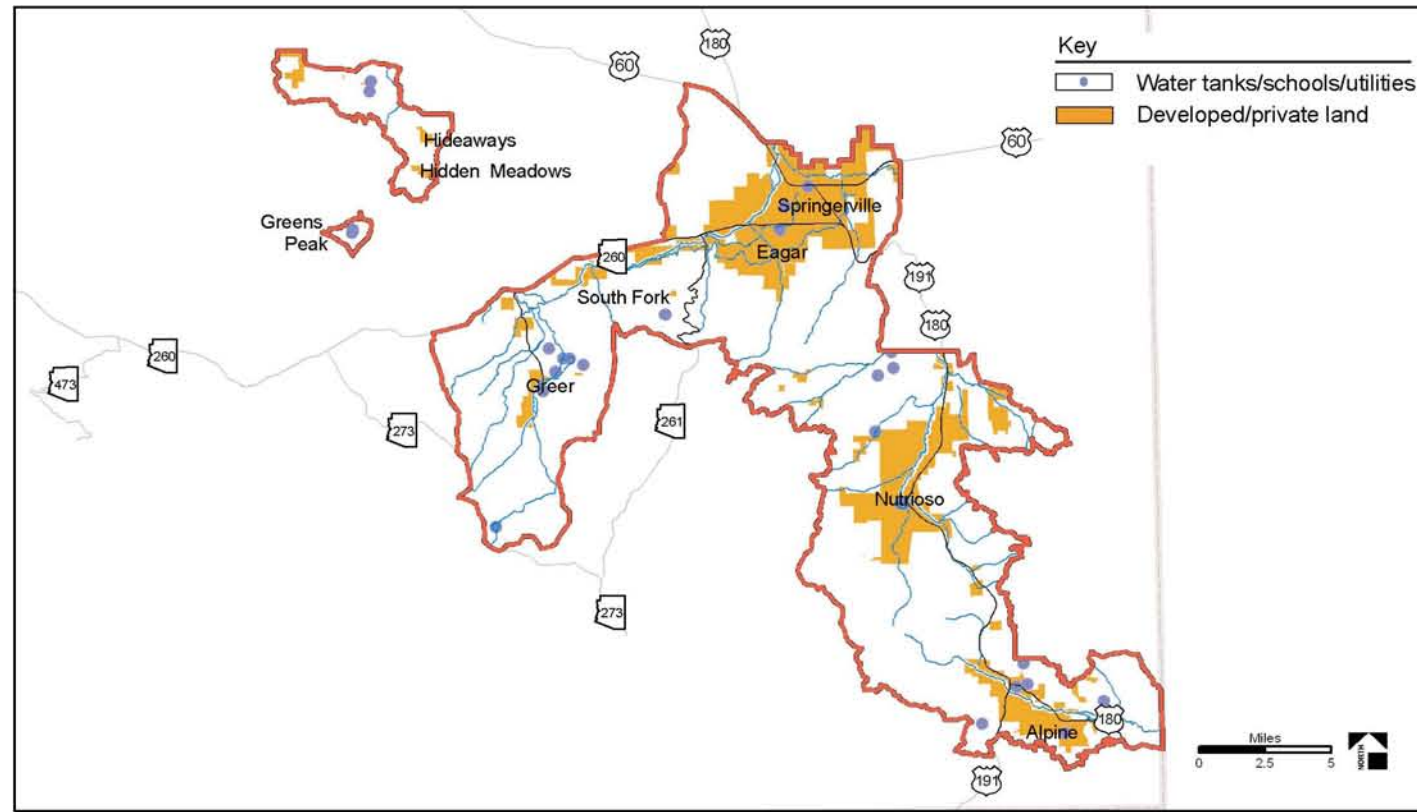 180
60
Key
Water tanks/schools/utilities
Developed/private land
60
Hideaways
Hidden Meadows
Greens
Peak
Springerville
Eagar
260
191
South Fork
180
260
473
Greer
273
261
Nutrioso
273
180
Alpine
191
Miles
0 2.5 5
NORTH